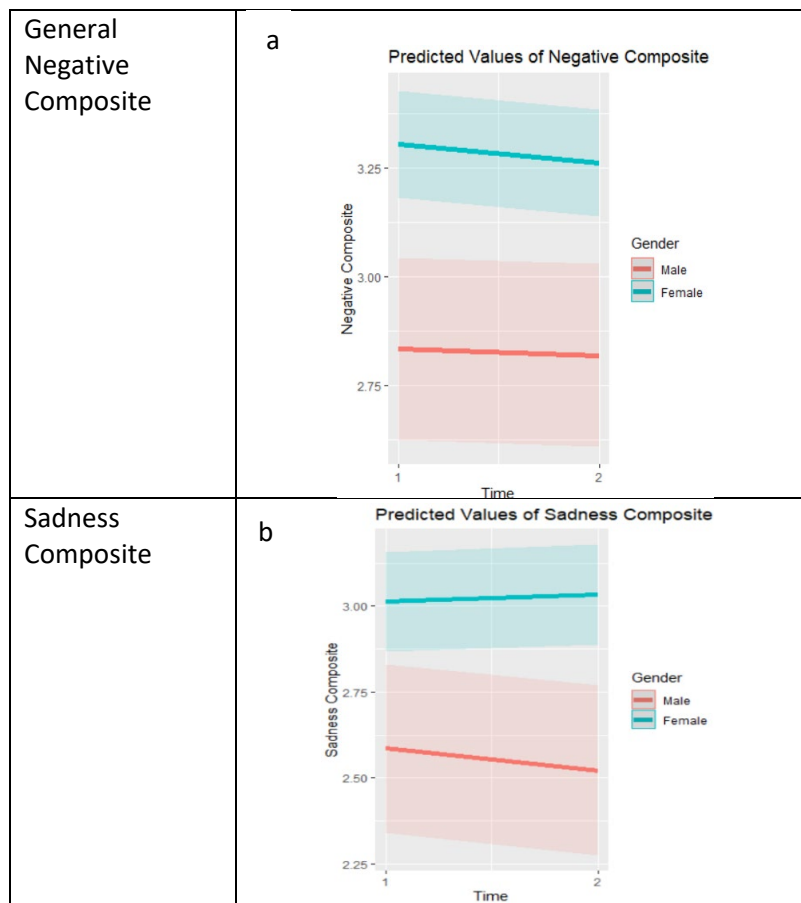 General
Negative
Composite
a
Predicted Values of Negative Composite
3.25
3.00
2.75
Negative Composite
1
2
Time
Gender
Male
Female
Sadness
Composite
b
Predicted Values of Sadness Composite
3.00
2.75
2.50
2.25
Sadness Composite
1
2
Time
Gender
Male
Female